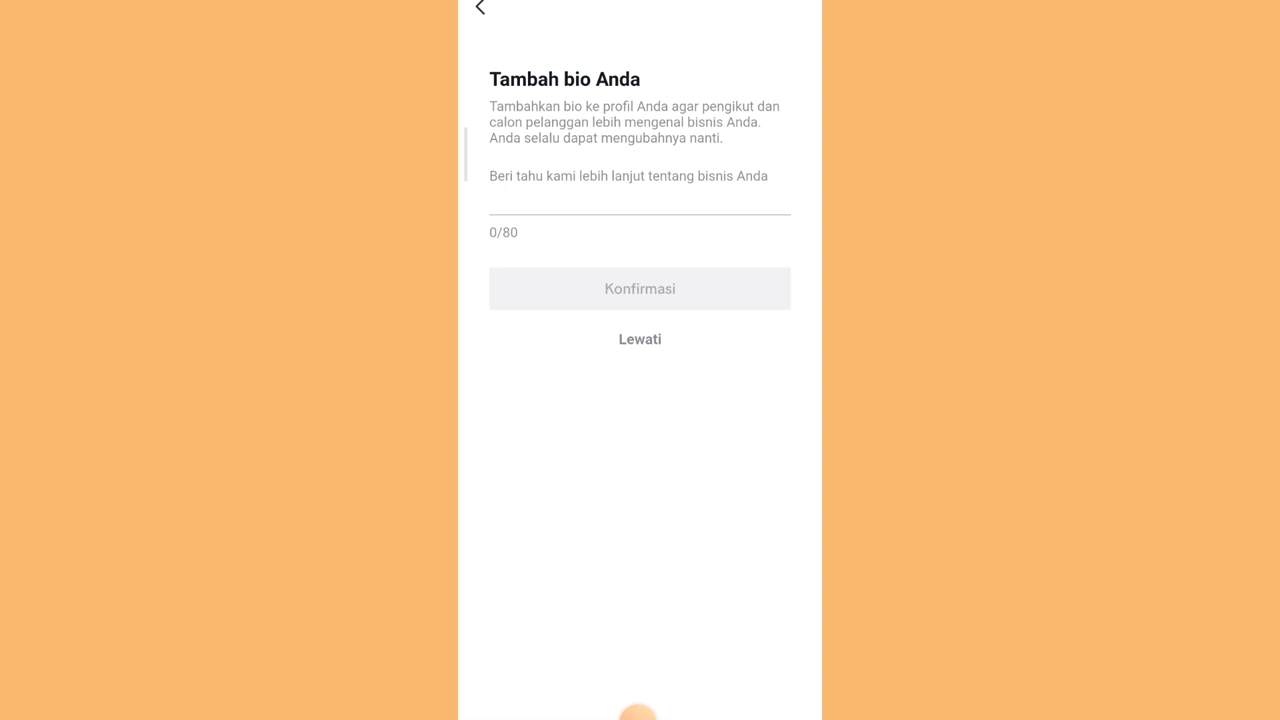 Tambah bio Anda
Tambahkan bio ke profil Anda agar pengikut dan
calon pelanggan lebih mengenal bisnis Anda.
Anda selalu dapat mengubahnya nanti.
Beri tahu kami lebih lanjut tentang bisnis Anda
0/80
Konfirmasi
Lewati